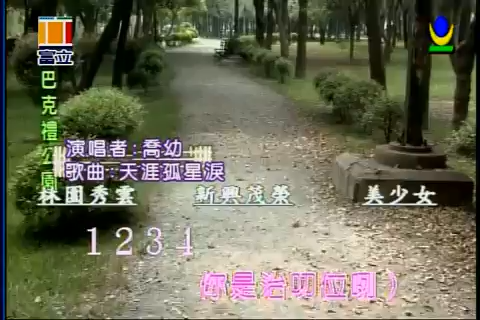 富立
巴克禮公園
演唱者:喬幼
歌曲:天涯孤星淚
林園秀雲 新興茂榮 美少女
1234